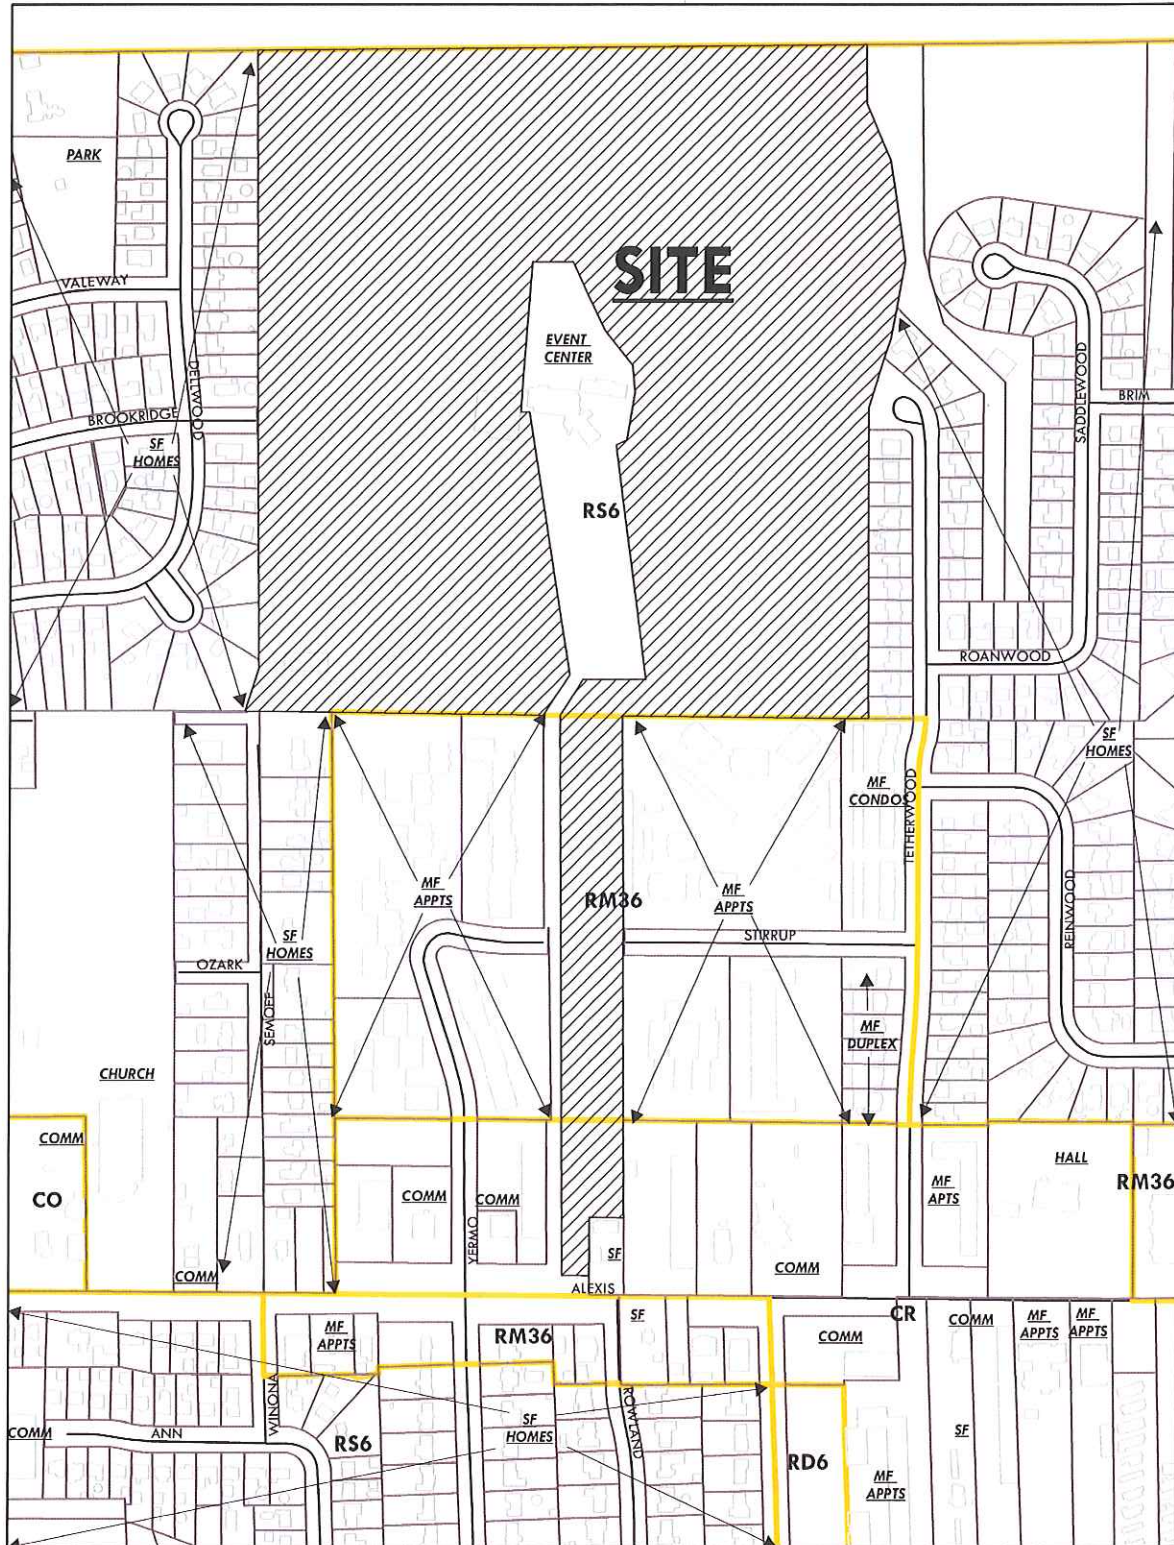 PARK
SITE
VALEWAY
EVENT
CENTER
DELLWOOD
SADDLEWOOD
BRIM
BROOKRIDGE
SF
HOMES
RS6
ROANWOOD
SF
HOMES
MF
CONDOS
TETHERWOOD
MF
APPTS
RM36
MF
APPTS
REINWOOD
SF
HOMES
STIRRUP
OZARK
SEMOFF
MF
DUPLEX
CHURCH
COMM
CO
HALL
MF
APTS
RM36
COMM
COMM
YERMO
SF
COMM
COMM
ALEXIS
MF
APPTS
RM36
SF
CR
COMM
COMM
MF
APPTS
MF
APPTS
WINONA
ROWLAND
COMM
ANN
RS6
SF
HOMES
RD6
SF
MF
APPTS